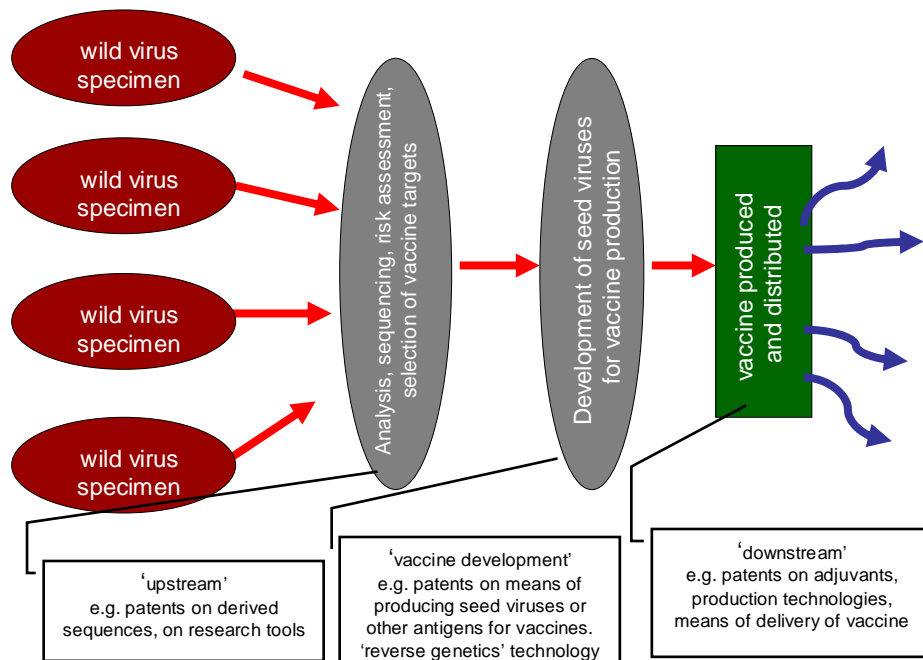 wild virus
specimen
wild virus
specimen
wild virus
specimen
wild virus
specimen
Analysis, sequencing, risk assessment,
selection of vaccine targets
Development of seed viruses
for vaccine production
vaccine produced
and distributed
‘upstream’
e.g. patents on derived
sequences, on research tools
‘vaccine development’
e.g. patents on means of
producing seed viruses or
other antigens for vaccines.
‘reverse genetics’ technology
‘downstream’
e.g. patents on adjuvants,
production technologies,
means of delivery of vaccine